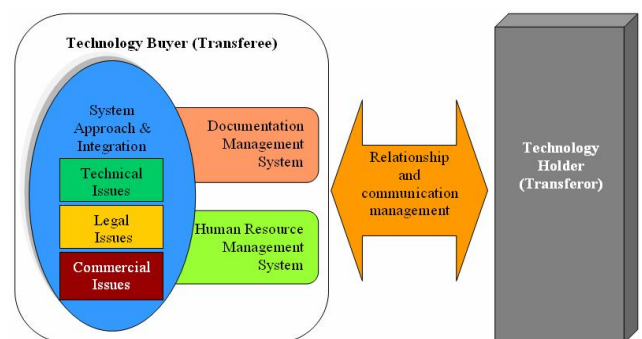 Technology Buyer (Transferee)
System
Approach &
Integration
Technical
Issues
Legal
Issues
Commercial
Issues
Documentation
Management
System
Human Resource
Management
System
Relationship
and
communication
management
Technology
Holder
(Transferor)